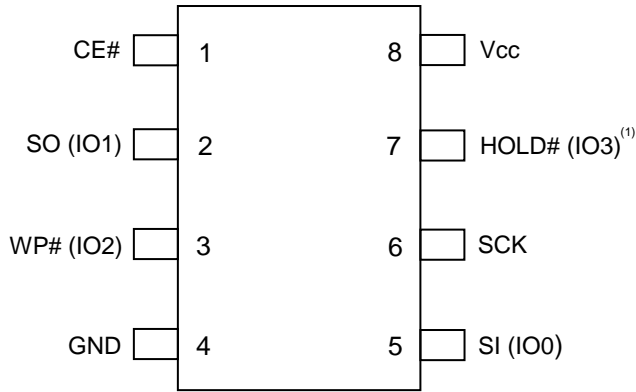 CE# 1 8 Vcc
SO (IO1) 2 7 HOLD# (IO3)(1)
WP# (IO2) 3 6 SCK
GND 4 5 SI (IO0)